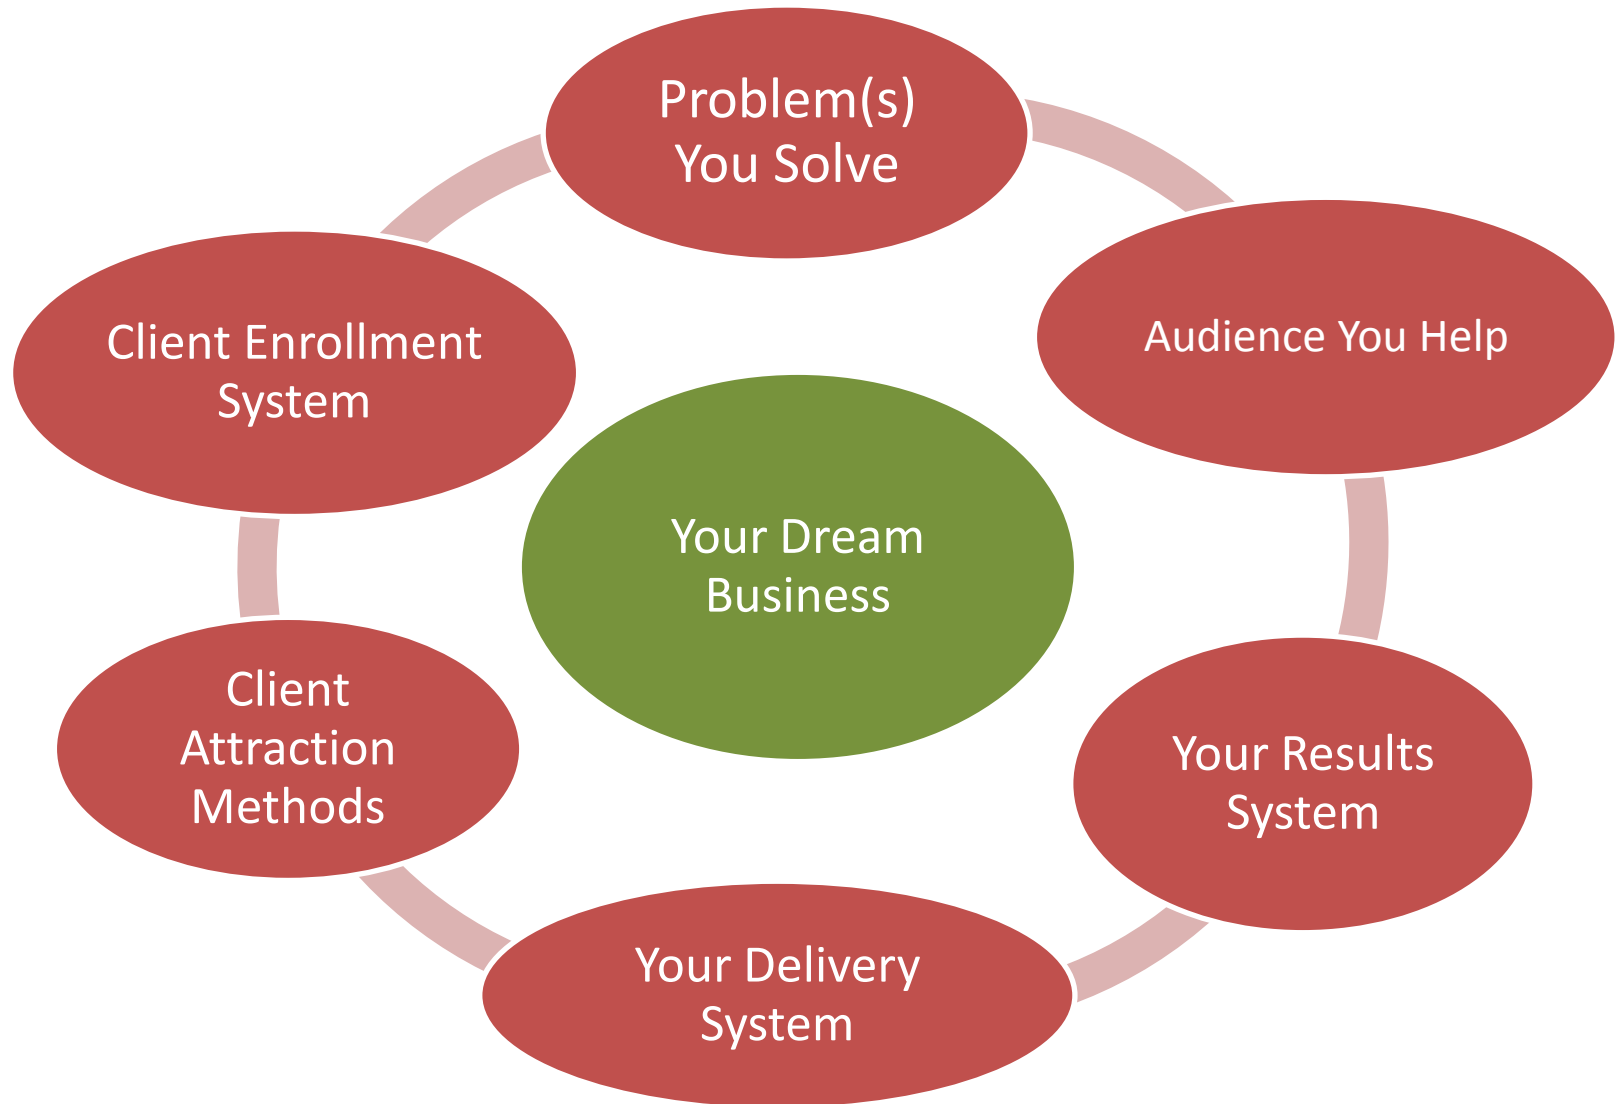 Problem(s)
You Solve
Audience You Help
Your Results
System
Your Delivery
System
Client
Attraction
Methods
Client Enrollment
System
Your Dream
Business